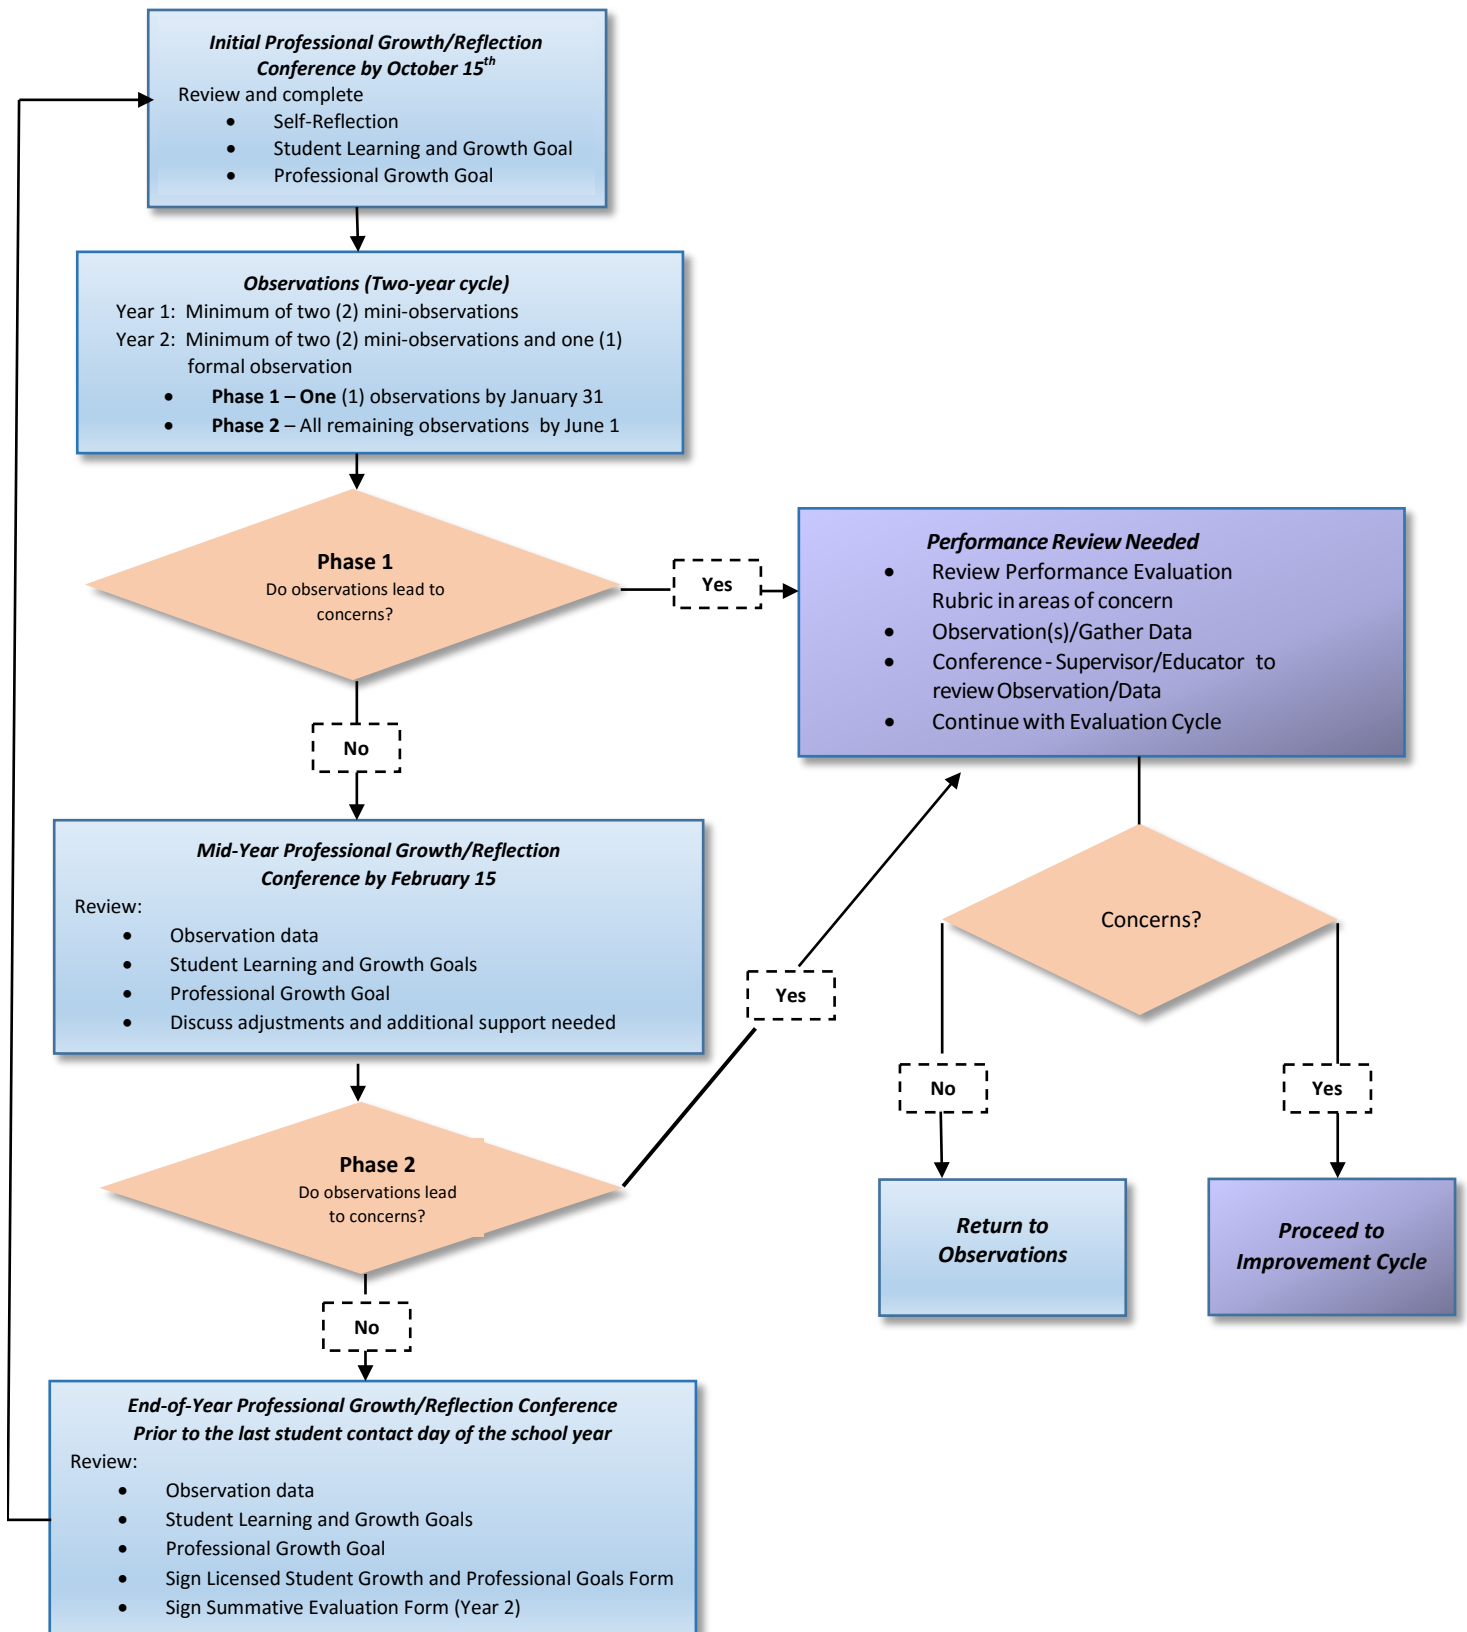 Initial Professional Growth/Reflection
Conference by October 15th
Review and complete
• Self-Reflection
• Student Learning and Growth Goal
• Professional Growth Goal
Observations (Two-year cycle)
Year 1: Minimum of two (2) mini-observations
Year 2: Minimum of two (2) mini-observations and one (1)
formal observation
• Phase 1 – One (1) observations by January 31
• Phase 2 – All remaining observations by June 1
Phase 1
Do observations lead to
concerns?
Yes
No
Performance Review Needed
• Review Performance Evaluation
Rubric in areas of concern
• Observation(s)/Gather Data
• Conference - Supervisor/Educator to
review Observation/Data
• Continue with Evaluation Cycle
Mid-Year Professional Growth/Reflection
Conference by February 15
Review:
• Observation data
• Student Learning and Growth Goals
• Professional Growth Goal
• Discuss adjustments and additional support needed
Yes
Concerns?
No
Yes
Phase 2
Do observations lead
to concerns?
Return to
Observations
Proceed to
Improvement Cycle
No
End-of-Year Professional Growth/Reflection Conference
Prior to the last student contact day of the school year
Review:
• Observation data
• Student Learning and Growth Goals
• Professional Growth Goal
• Sign Licensed Student Growth and Professional Goals Form
• Sign Summative Evaluation Form (Year 2)